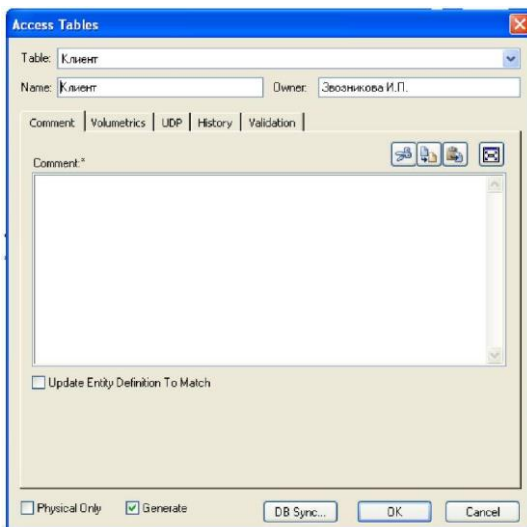 Access Tables
Table: Клиент
Name: Клиент Owner: Звозникова И.П.
Comment Volumetrics UDP History Validation
Comment:*
Update Entity Definition To Match
Physical Only Generate DB Sync... OK Cancel